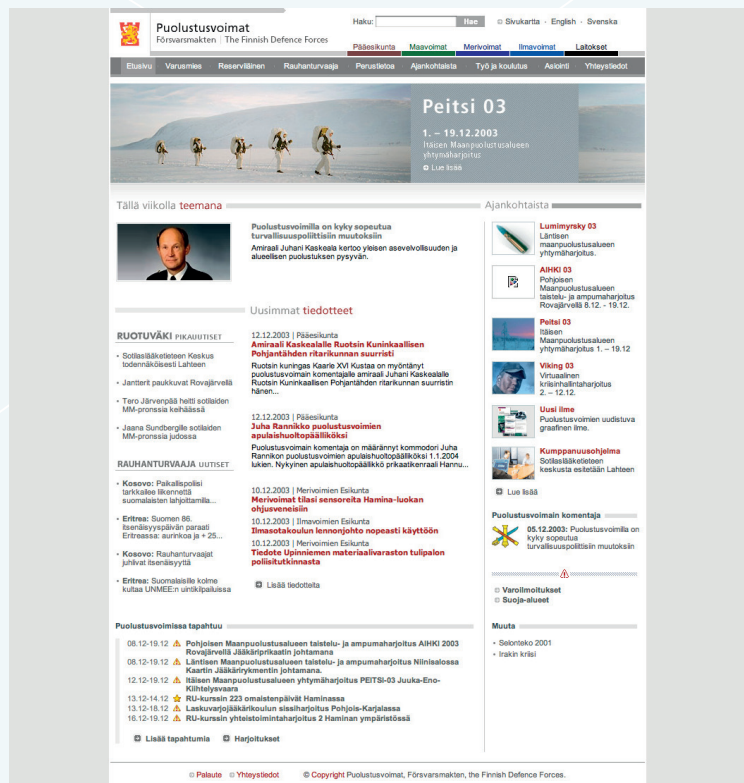 Puolustusvoimat
Försvarsmakten | The Finnish Defence Forces
Haku: Hae Sivukartta · English · Svenska
Pääesikunta Maavoimat Merivoimat Ilmavoimat Laitokset
Etusivu Varusmies Reserviläinen Rauhanturvaaja Perustietoa Ajankohtaista Työ ja koulutus Asiointi Yhteystiedot
Peitsi 03
1. – 19.12.2003
Itäisen Maanpuolustusalueen
yhtymäharjoitus
Lue lisää
Tällä viikolla teemana
Puolustusvoimilla on kyky sopeutua
turvallisuuspoliittisiin muutoksiin
Amiraali Juhani Kaskeala kertoo yleisen asevelvollisuuden ja
alueellisen puolustuksen pysyvän.
RUOTUVÄKI PIKAUUTISET
• Sotilaslääketieteen Keskus
todennäköisesti Lahteen
• Jantterit paukkuvat Rovajärvellä
• Tero Järvenpää heitti sotilaiden
MM-pronssia keihäässä
• Jaana Sundbergille sotilaiden
MM-pronssia judossa
RAUHANTURVAAJA UUTISET
• Kosovo: Paikallispoliisi
tarkkailee liikennettä
suomalaisten lahjoittamilla...
• Eritrea: Suomen 86.
itsenäisyyspäivän paraati
Eritreassa: aurinkoa ja + 25...
• Kosovo: Rauhanturvaajat
juhlivat itsenäisyyttä
• Eritrea: Suomalaisille kolme
kultaa UNMEE:n uintikilpailuissa
Uusimmat tiedotteet
12.12.2003 | Pääesikunta
Amiraali Kaskealalle Ruotsin Kuninkaallisen
Pohjantähden ritarikunnan suurristi
Ruotsin kuningas Kaarle XVI Kustaa on myöntänyt
puolustusvoimain komentajalle amiraali Juhani Kaskealalle
Ruotsin Kuninkaallisen Pohjantähden ritarikunnan suurristin
hänen...
12.12.2003 | Pääesikunta
Juha Rannikko puolustusvoimien
apulaishuoltopäälliköksi
Puolustusvoimain komentaja on määrännyt kommodori Juha
Rannikon puolustusvoimien apulaishuoltopäälliköksi 1.1.2004
lukien. Nykyinen apulaishuoltopäällikkö prikaatikenraali Hannu...
10.12.2003 | Merivoimien Esikunta
Merivoimat tilasi sensoreita Hamina-luokan
ohjusveneisiin
10.12.2003 | Ilmavoimien Esikunta
Ilmasotakoulun lennonjohto nopeasti käyttöön
10.12.2003 | Merivoimien Esikunta
Tiedote Upinniemen materiaalivaraston tulipalon
poliisitutkinnasta
Lisää tiedotteita
Ajankohtaista
Lumimyrsky 03
Läntisen
maanpuolustusalueen
yhtymäharjoitus.
AIHKI 03
Pohjoisen
Maanpuolustusalueen
taistelu- ja ampumaharjoitus
Rovajärvellä 8.12. - 19.12.
Peitsi 03
Itäisen
Maanpuolustusalueen
yhtymäharjoitus 1. – 19.12
Viking 03
Virtuaalinen
kriisinhallintaharjoitus
2. – 12.12.
Uusi ilme
Puolustusvoimien uudistuva
graafinen ilme.
Kumppanuusohjelma
Sotilaslääketieteen
keskusta esitetään Lahteen
Lue lisää
Puolustusvoimain komentaja
05.12.2003: Puolustusvoimilla on
kyky sopeutua
turvallisuuspoliittisiin muutoksiin
Varoilmoitukset
Suoja-alueet
Muuta
• Selonteko 2001
• Irakin kriisi
Puolustusvoimissa tapahtuu
08.12-19.12 Pohjoisen Maanpuolustusalueen taistelu- ja ampumaharjoitus AIHKI 2003
Rovajärvellä Jääkäriprikaatin johtamana
08.12-19.12 Läntisen Maanpuolustusalueen taistelu- ja ampumaharjoitus Niinisalossa
Kaartin Jääkärirykmentin johtamana.
12.12-19.12 Itäisen Maanpuolustusalueen yhtymäharjoitus PEITSI-03 Juuka-Eno-
Kiihtelysvaara
13.12-14.12 RU-kurssin 223 omaistenpäivät Haminassa
13.12-18.12 Laskuvarjojääkärikoulun sissiharjoitus Pohjois-Karjalassa
16.12-19.12 RU-kurssin yhteistoimintaharjoitus 2 Haminan ympäristössä
Lisää tapahtumia Harjoitukset
Palaute Yhteystiedot © Copyright Puolustusvoimat, Försvarsmakten, the Finnish Defence Forces.